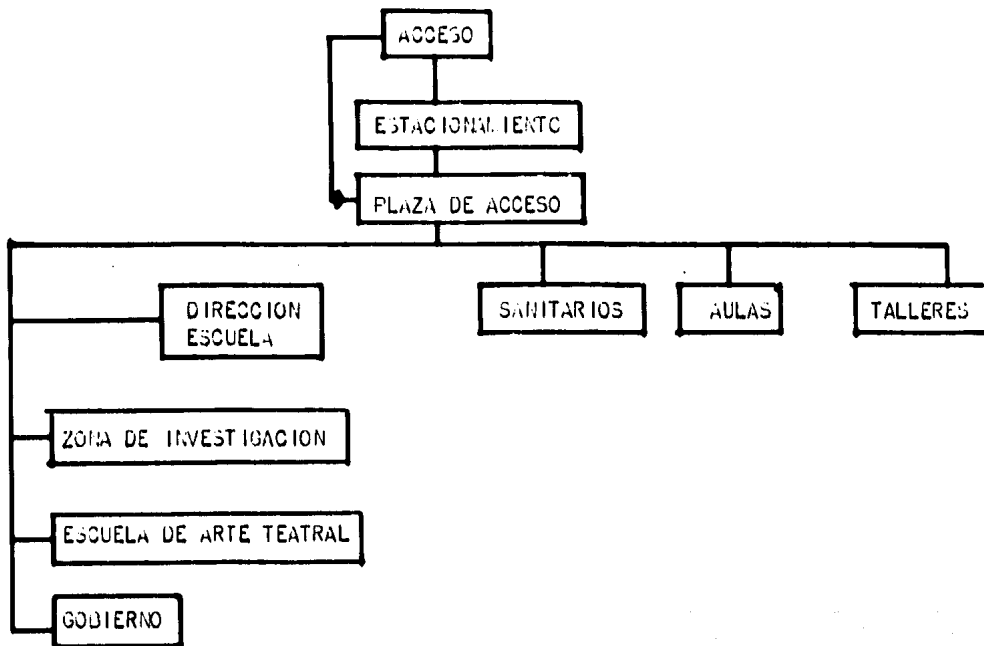 ACCESO
ESTACIONAMIENTO
PLAZA DE ACCESO
DIRECCION
ESCUELA
SANITARIOS
AULAS
TALLERES
ZONA DE INVESTIGACION
ESCUELA DE ARTE TEATRAL
GOBIERNO